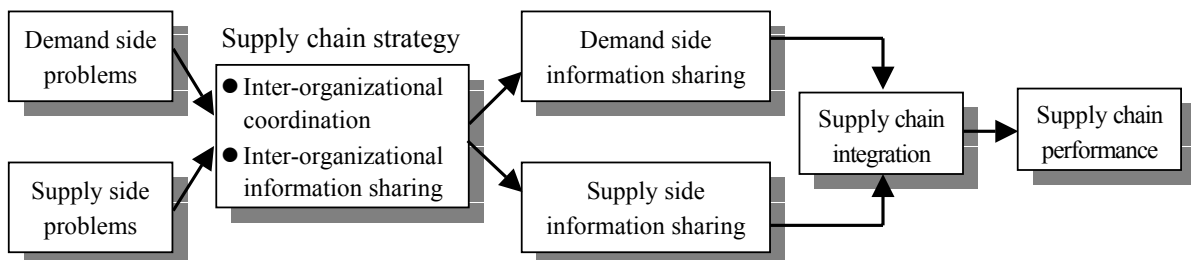 Demand side
problems
Supply side
problems
Supply chain strategy
● Inter-organizational
coordination
● Inter-organizational
information sharing
Demand side
information sharing
Supply side
information sharing
Supply chain
integration
Supply chain
performance